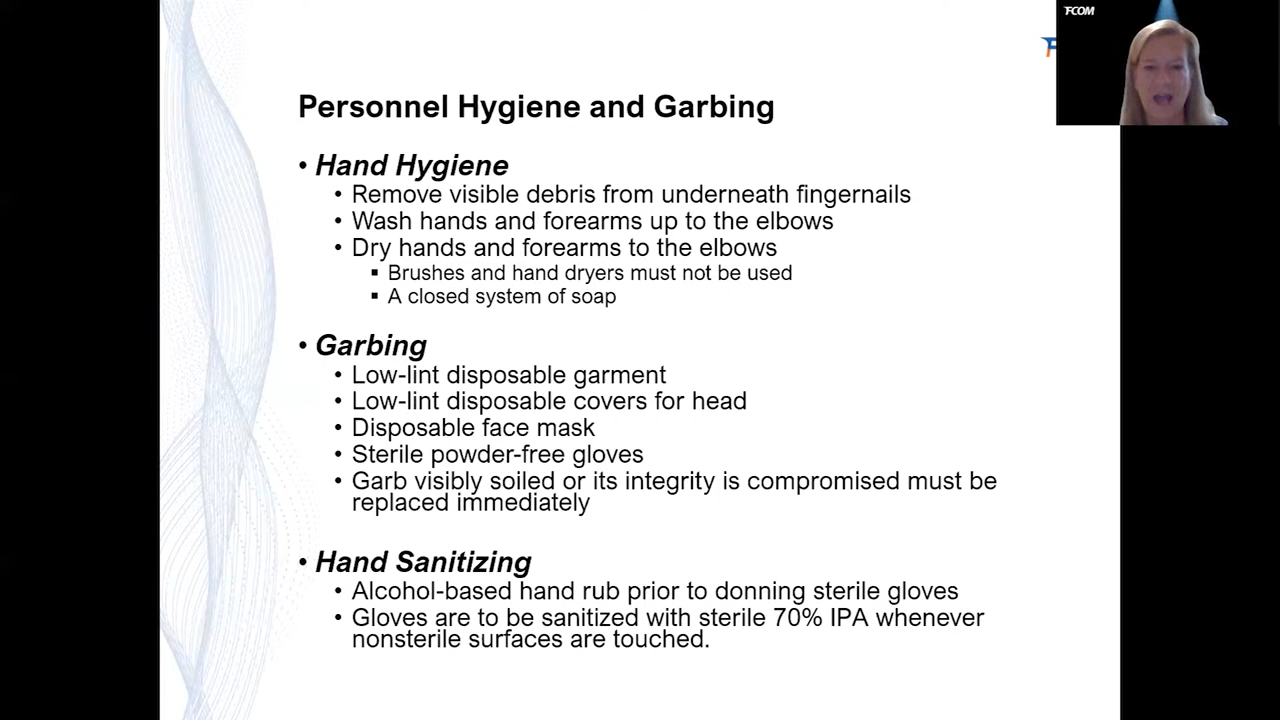 TFCOM
Personnel Hygiene and Garbing
• Hand Hygiene
• Remove visible debris from underneath fingernails
• Wash hands and forearms up to the elbows
• Dry hands and forearms to the elbows
▪ Brushes and hand dryers must not be used
▪ A closed system of soap
• Garbing
• Low-lint disposable garment
• Low-lint disposable covers for head
• Disposable face mask
• Sterile powder-free gloves
• Garb visibly soiled or its integrity is compromised must be
replaced immediately
• Hand Sanitizing
• Alcohol-based hand rub prior to donning sterile gloves
• Gloves are to be sanitized with sterile 70% IPA whenever
nonsterile surfaces are touched.